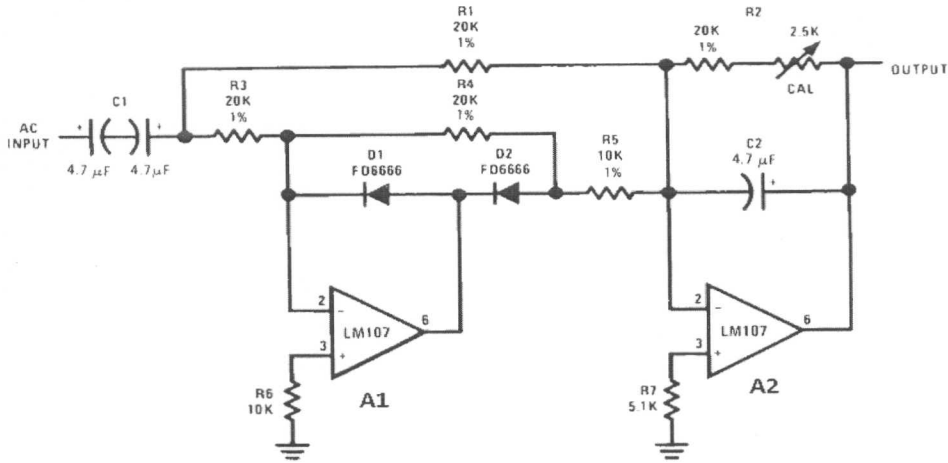 R1
20K
1%
R2
20K
1%
2.5K
CAL
OUTPUT
C1
AC
INPUT
+
+
4.7 µF
4.7µF
R3
20K
1%
R4
20K
1%
D1
FD6666
D2
FD6666
R5
10K
1%
C2
4.7 µF
+
2
−
LM107
6
3
+
R6
10K
A1
2
−
LM107
6
3
+
R7
5.1K
A2